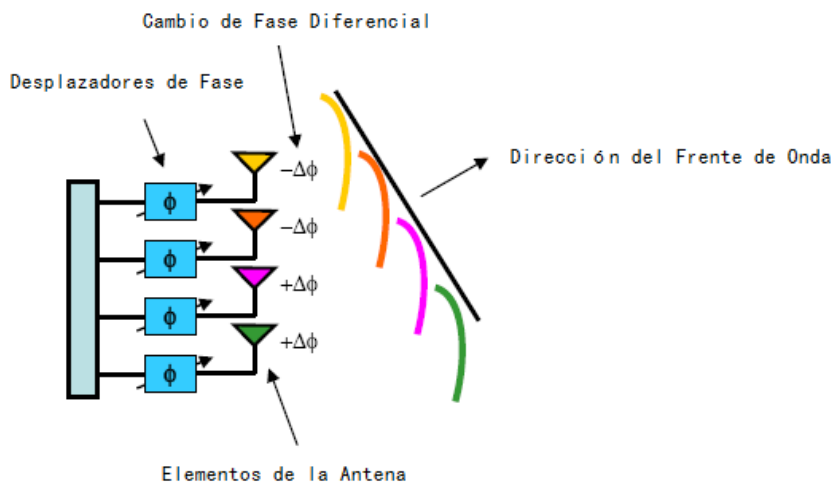 Cambio de Fase Diferencial
Desplazadores de Fase
Dirección del Frente de Onda
−Δϕ
ϕ
−Δϕ
ϕ
+Δϕ
ϕ
+Δϕ
ϕ
Elementos de la Antena